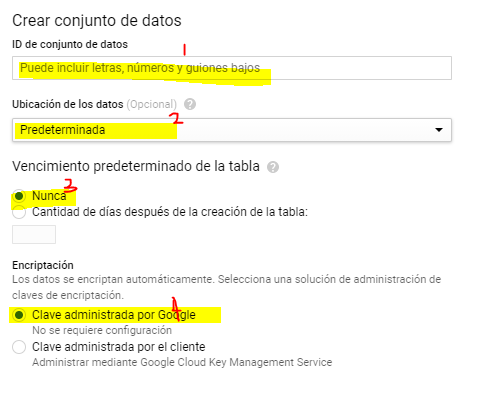 Crear conjunto de datos
ID de conjunto de datos
1
Puede incluir letras, números y guiones bajos
Ubicación de los datos (Opcional) ?
2
Predeterminada
Vencimiento predeterminado de la tabla ?
3
Nunca
Cantidad de días después de la creación de la tabla:
Encriptación
Los datos se encriptan automáticamente. Selecciona una solución de administración de
claves de encriptación.
4
Clave administrada por Google
No se requiere configuración
Clave administrada por el cliente
Administrar mediante Google Cloud Key Management Service